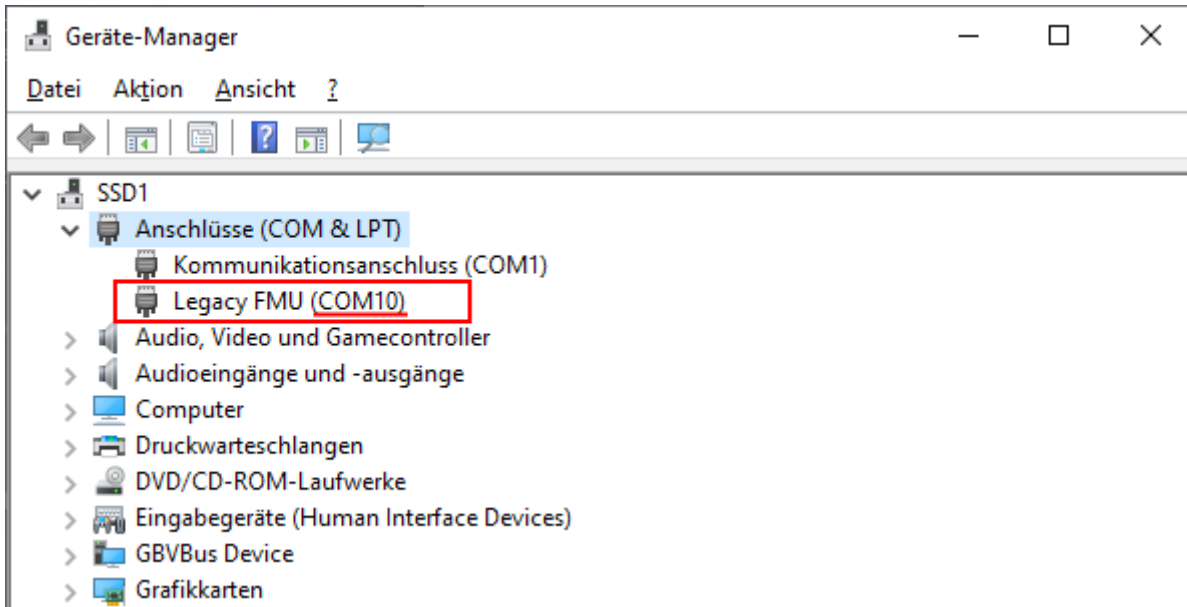 Geräte-Manager
Datei Aktion Ansicht ?
SSD1
Anschlüsse (COM & LPT)
Kommunikationsanschluss (COM1)
Legacy FMU (COM10)
Audio, Video und Gamecontroller
Audioeingänge und -ausgänge
Computer
Druckwarteschlangen
DVD/CD-ROM-Laufwerke
Eingabegeräte (Human Interface Devices)
GBVBus Device
Grafikkarten